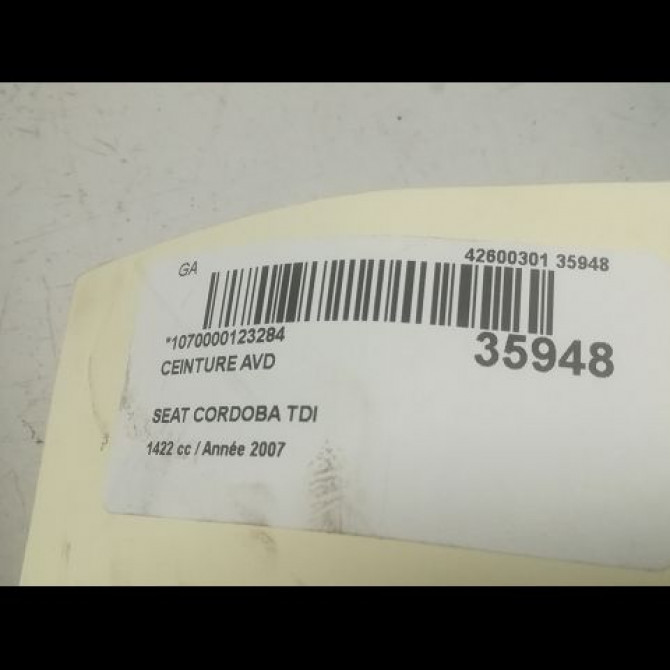 GA
42600301 35948
*1070000123284
35948
CEINTURE AVD
SEAT CORDOBA TDI
1422 cc / Année 2007